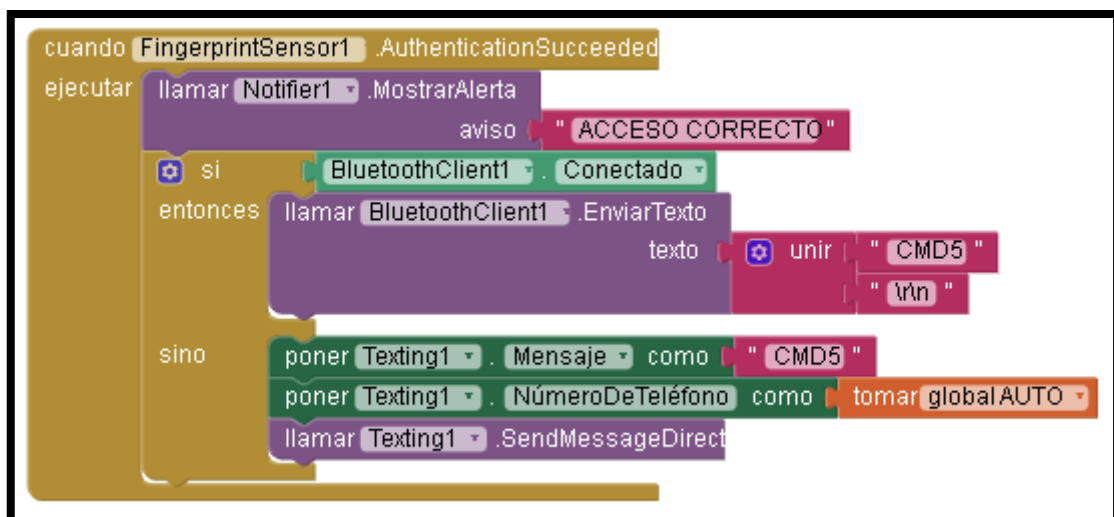 cuando FingerprintSensor1 .AuthenticationSucceeded
ejecutar llamar Notifier1 .MostrarAlerta
aviso " ACCESO CORRECTO "
si BluetoothClient1 . Conectado
entonces llamar BluetoothClient1 .EnviarTexto
texto unir " CMD5 "
" \r\n "
sino poner Texting1 . Mensaje como " CMD5 "
poner Texting1 . NúmeroDeTeléfono como tomar global AUTO
llamar Texting1 .SendMessageDirect